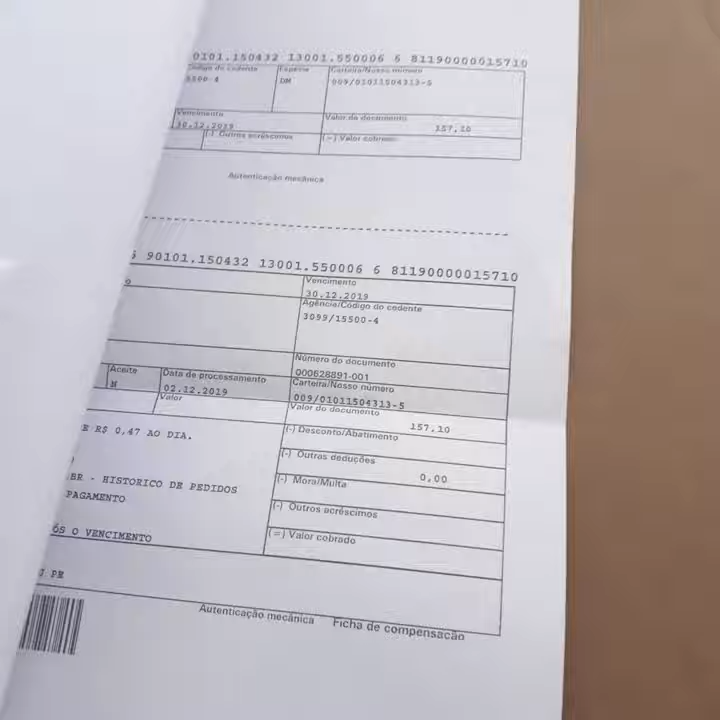 0101.150432 13001.550006 6 81190000015710
Código do cedente Espécie Carteira/Nosso número
5500-4 DM 009/01011504313-5
Vencimento Valor do documento
30.12.2019 157,10
(-) Outros acréscimos (=) Valor cobrado
Autenticação mecânica
90101.150432 13001.550006 6 81190000015710
Vencimento
30.12.2019
Agência/Código do cedente
3099/15500-4
Número do documento
000628891-001
Aceite Data de processamento Carteira/Nosso número
N 02.12.2019 009/01011504313-5
Valor Valor do documento
157,10
E R$ 0,47 AO DIA.
(-) Desconto/Abatimento
(-) Outras deduções
0,00
BR - HISTORICO DE PEDIDOS
(-) Mora/Multa
PAGAMENTO
(-) Outros acréscimos
ÓS O VENCIMENTO
(=) Valor cobrado
PE
Autenticação mecânica Ficha de compensação